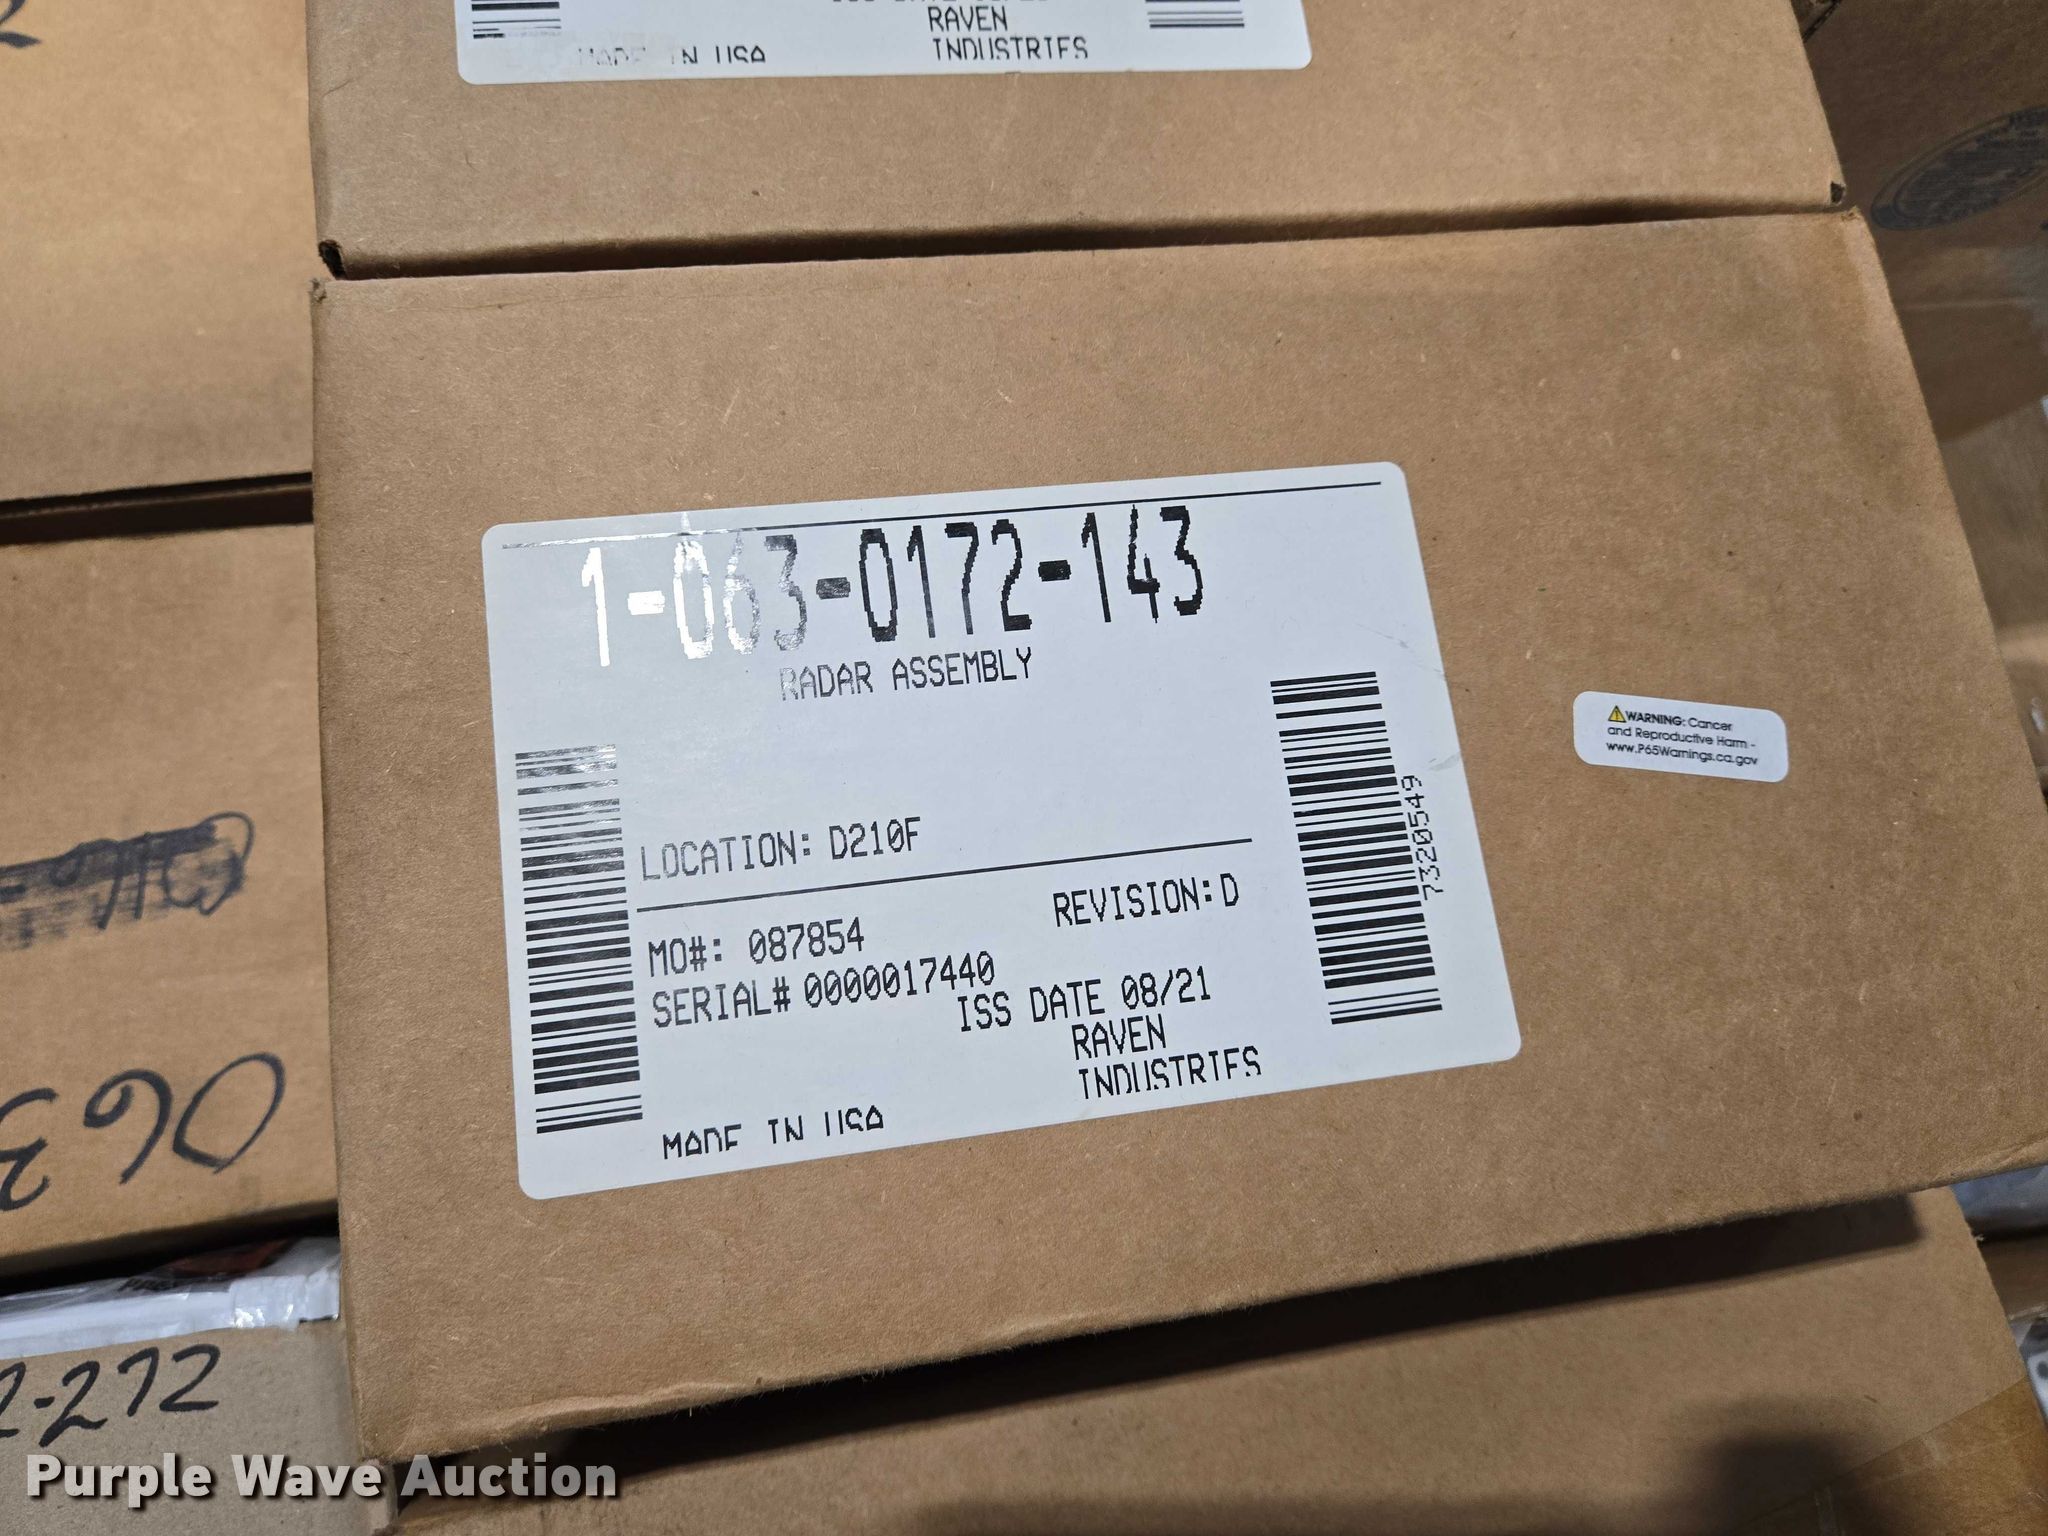 RAVEN
INDUSTRIES
MADE IN USA
1-063-0172-143
RADAR ASSEMBLY
LOCATION: D210F
MO#: 087854
REVISION: D
SERIAL# 0000017440
ISS DATE 08/21
RAVEN
INDUSTRIES
MADE IN USA
7320549
WARNING: Cancer
and Reproductive Harm -
www.P65Warnings.ca.gov
063
2-272
Purple Wave Auction